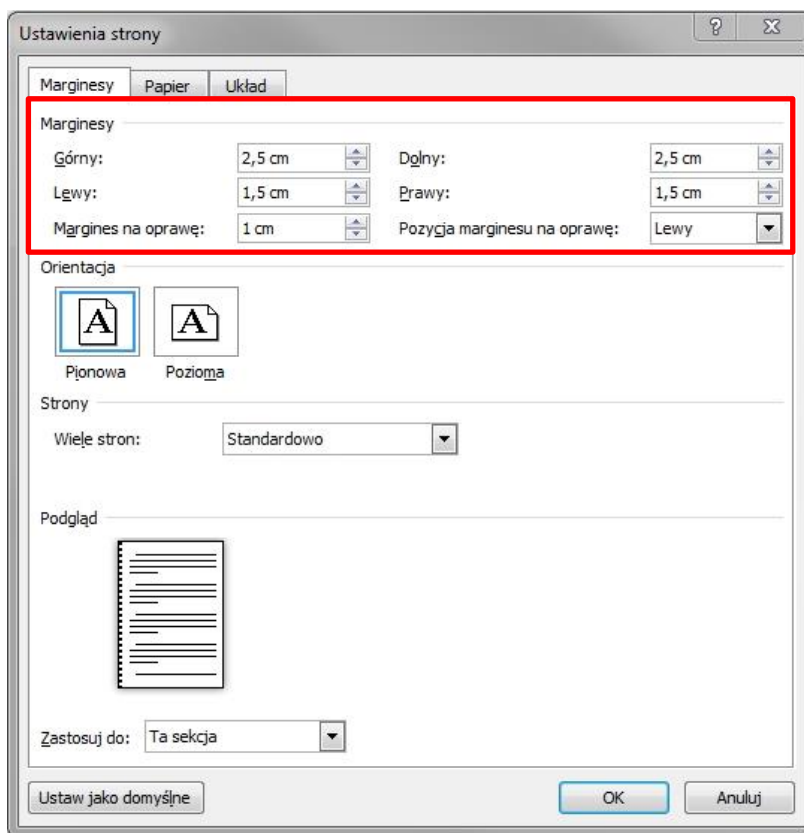 Ustawienia strony
Marginesy Papier Układ
Marginesy
Górny: 2,5 cm Dolny: 2,5 cm
Lewy: 1,5 cm Prawy: 1,5 cm
Margines na oprawę: 1 cm Pozycja marginesu na oprawę: Lewy
Orientacja
A A
Pionowa Pozioma
Strony
Wiele stron: Standardowo
Podgląd
Zastosuj do: Ta sekcja
Ustaw jako domyślne OK Anuluj